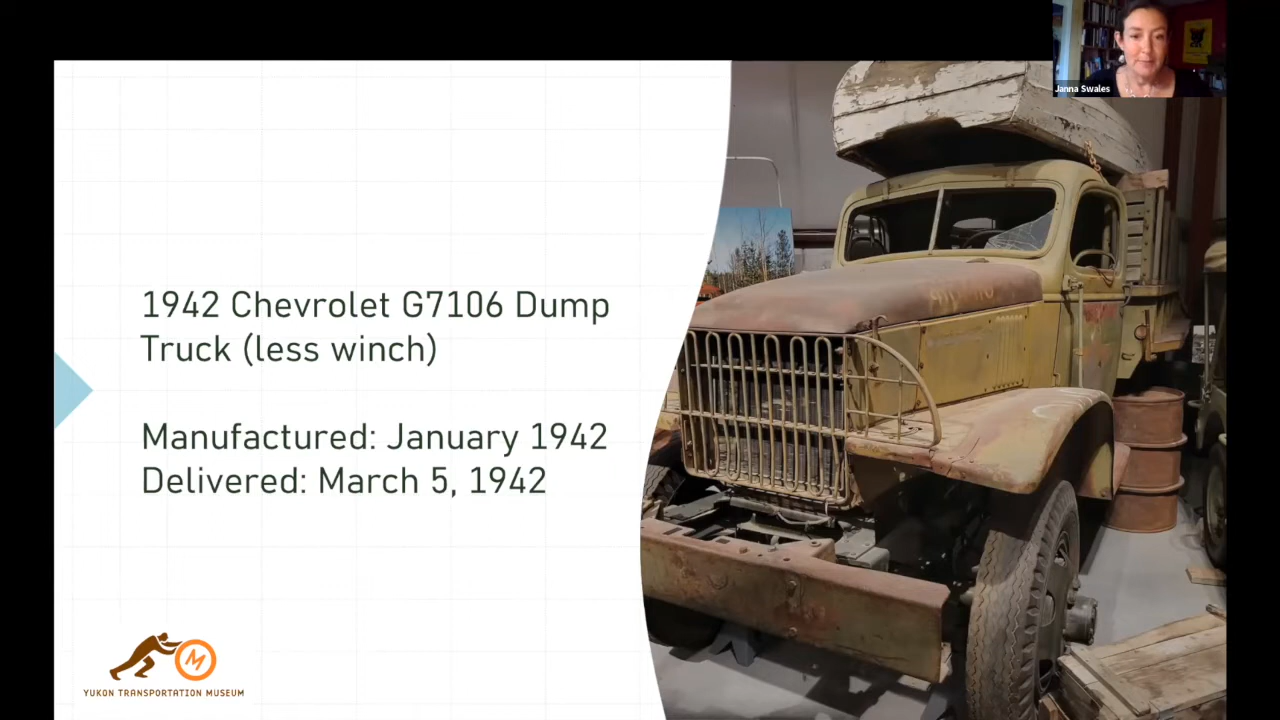 Janna Swales
1942 Chevrolet G7106 Dump
Truck (less winch)
Manufactured: January 1942
Delivered: March 5, 1942
M
YUKON TRANSPORTATION MUSEUM